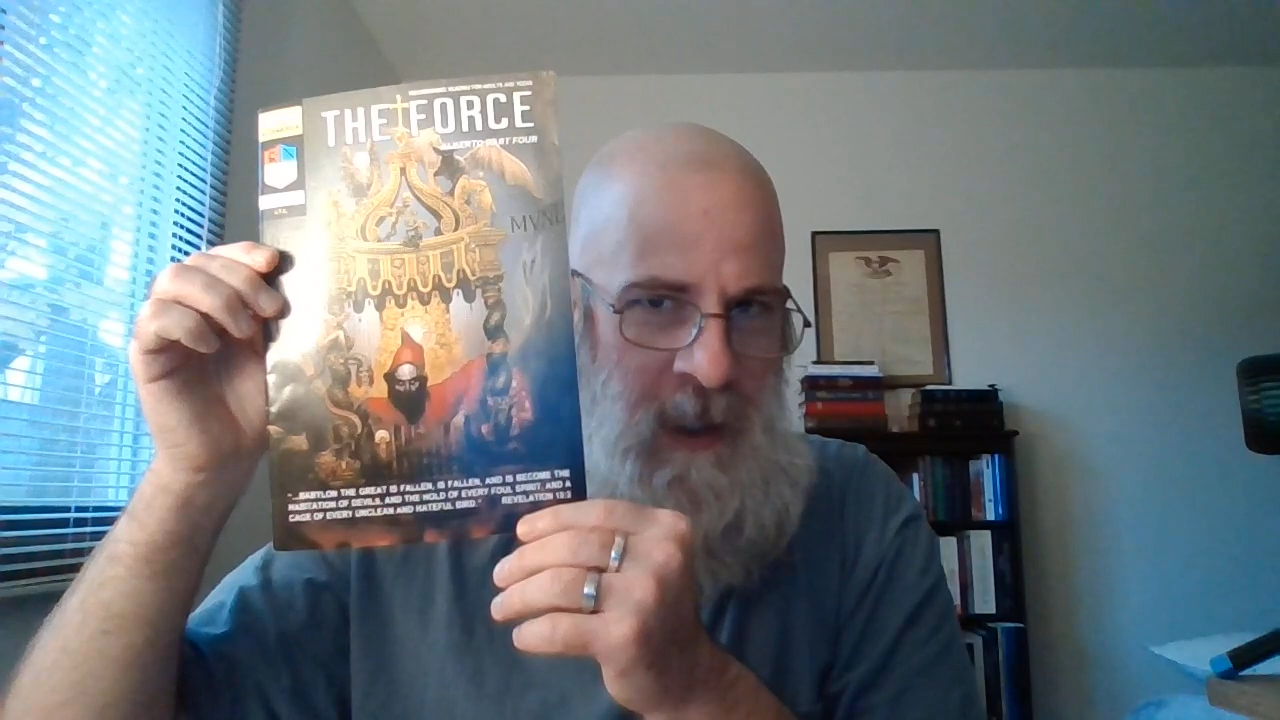 THE FORCE
ALBERTO PART FOUR
"...BABYLON THE GREAT IS FALLEN, IS FALLEN, AND IS BECOME THE
HABITATION OF DEVILS, AND THE HOLD OF EVERY FOUL SPIRIT, AND A
CAGE OF EVERY UNCLEAN AND HATEFUL BIRD." REVELATION 18:2